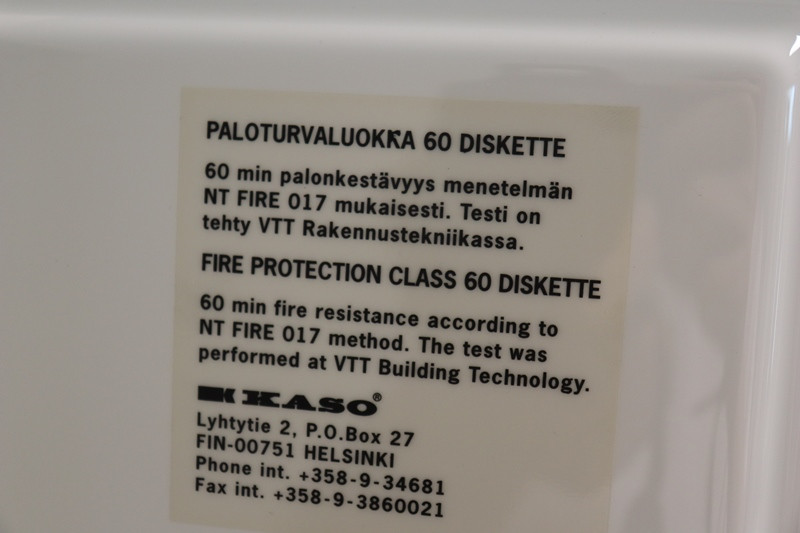 PALOTURVALUOKKA 60 DISKETTE
60 min palonkestävyys menetelmän
NT FIRE 017 mukaisesti. Testi on
tehty VTT Rakennustekniikassa.
FIRE PROTECTION CLASS 60 DISKETTE
60 min fire resistance according to
NT FIRE 017 method. The test was
performed at VTT Building Technology.
KASO®
Lyhtytie 2, P.O.Box 27
FIN-00751 HELSINKI
Phone int. +358-9-34681
Fax int. +358-9-3860021